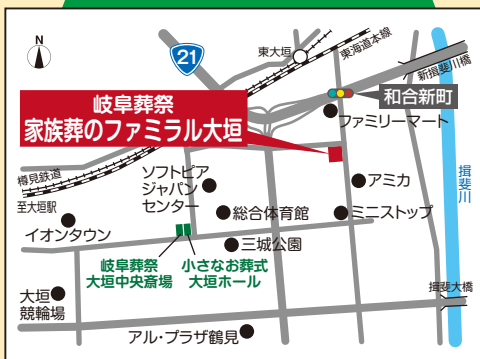 N
21
東大垣
東海道本線
新揖斐川橋
和合新町
岐阜葬祭
家族葬のファミラル大垣
ファミリーマート
樽見鉄道
至大垣駅
ソフトピア
ジャパン
センター
アミカ
揖斐川
総合体育館
ミニストップ
イオンタウン
三城公園
岐阜葬祭
大垣中央斎場
小さなお葬式
大垣ホール
揖斐大橋
大垣
競輪場
アル・プラザ鶴見